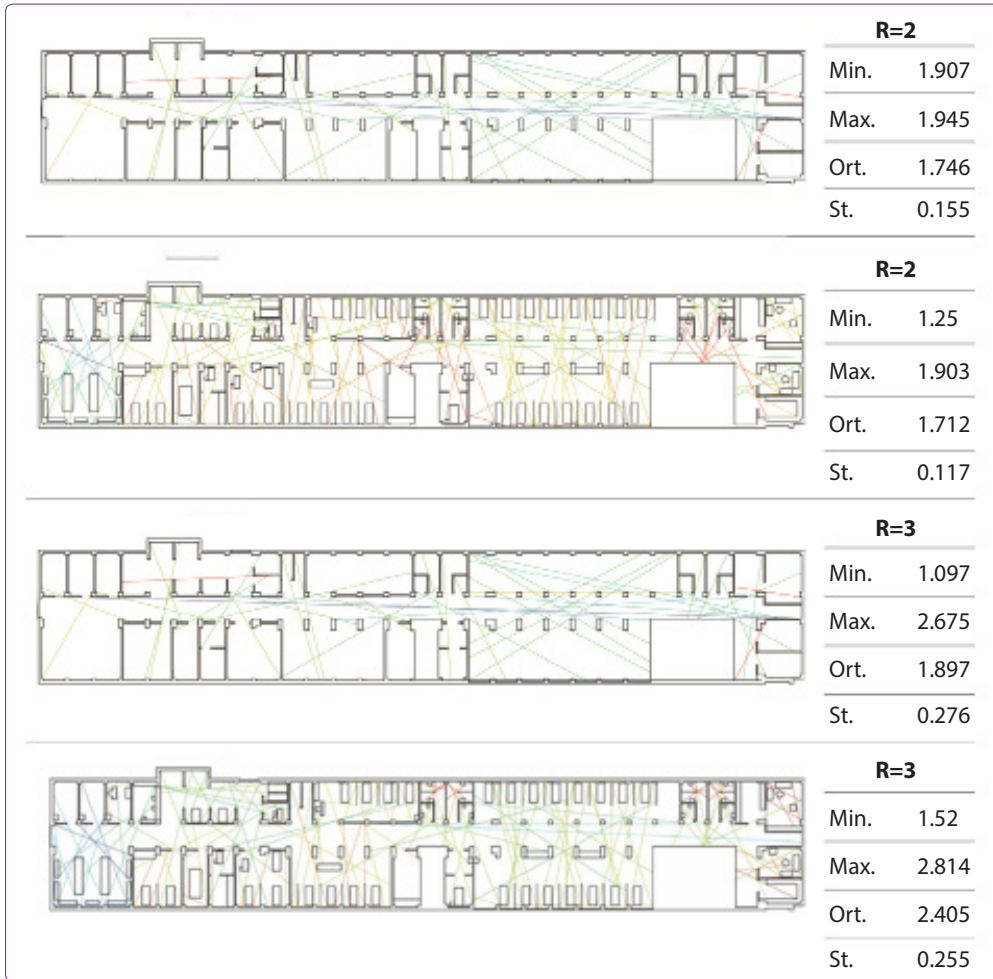 R=2
Min. 1.907
Max. 1.945
Ort. 1.746
St. 0.155
R=2
Min. 1.25
Max. 1.903
Ort. 1.712
St. 0.117
R=3
Min. 1.097
Max. 2.675
Ort. 1.897
St. 0.276
R=3
Min. 1.52
Max. 2.814
Ort. 2.405
St. 0.255